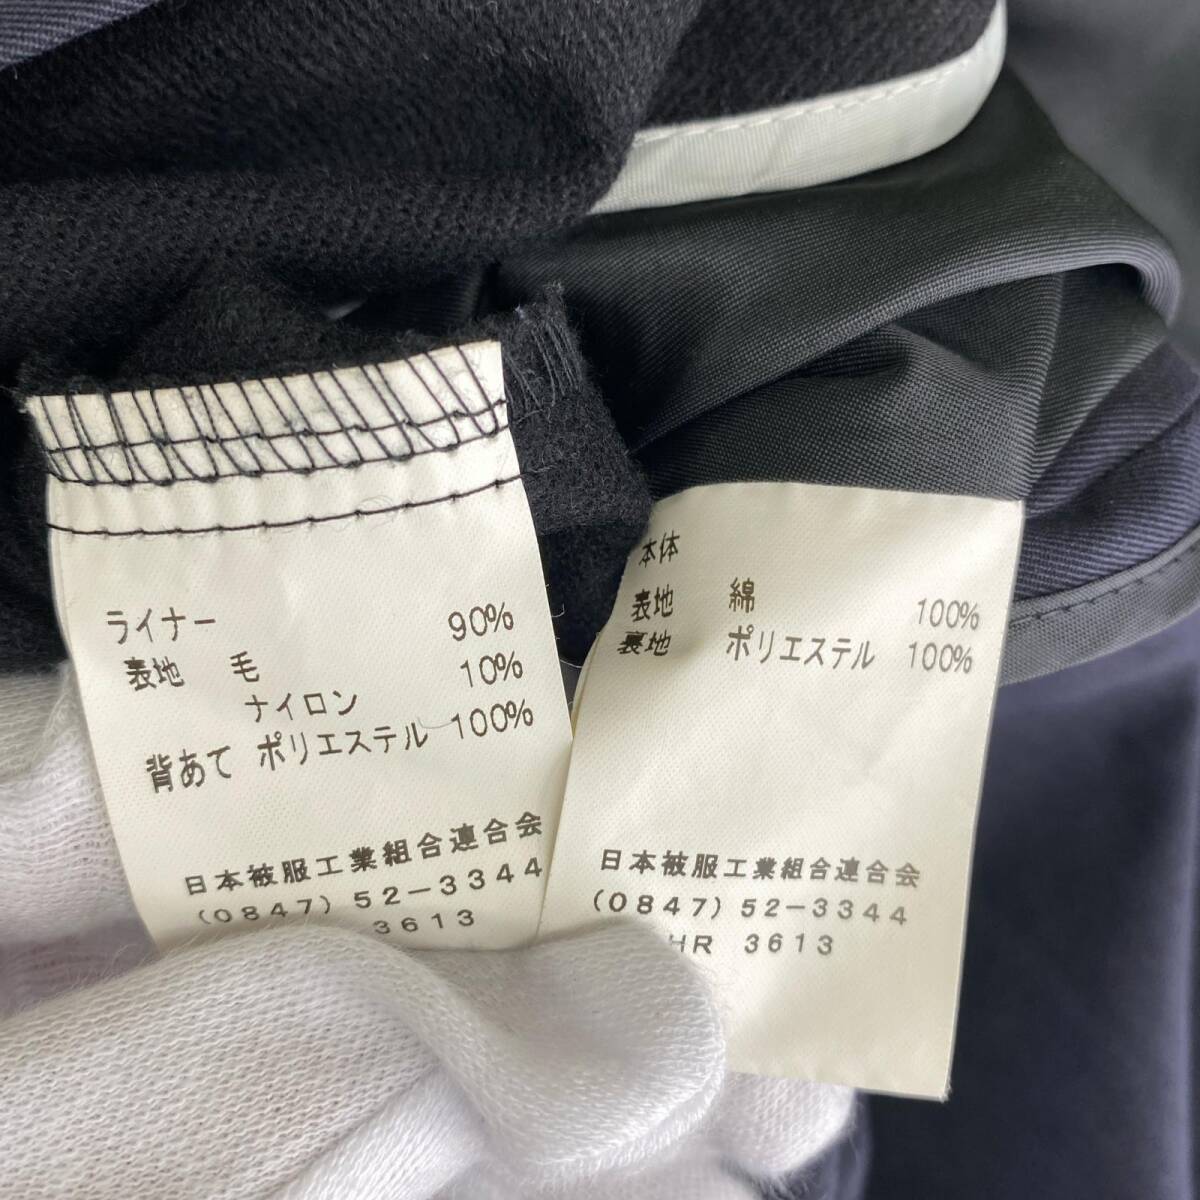 ライナー
表地 毛 90%
ナイロン 10%
背あて ポリエステル 100%
日本被服工業組合連合会
(0847) 52-3344
3613
本体
表地 綿 100%
裏地 ポリエステル 100%
日本被服工業組合連合会
(0847) 52-3344
HR 3613